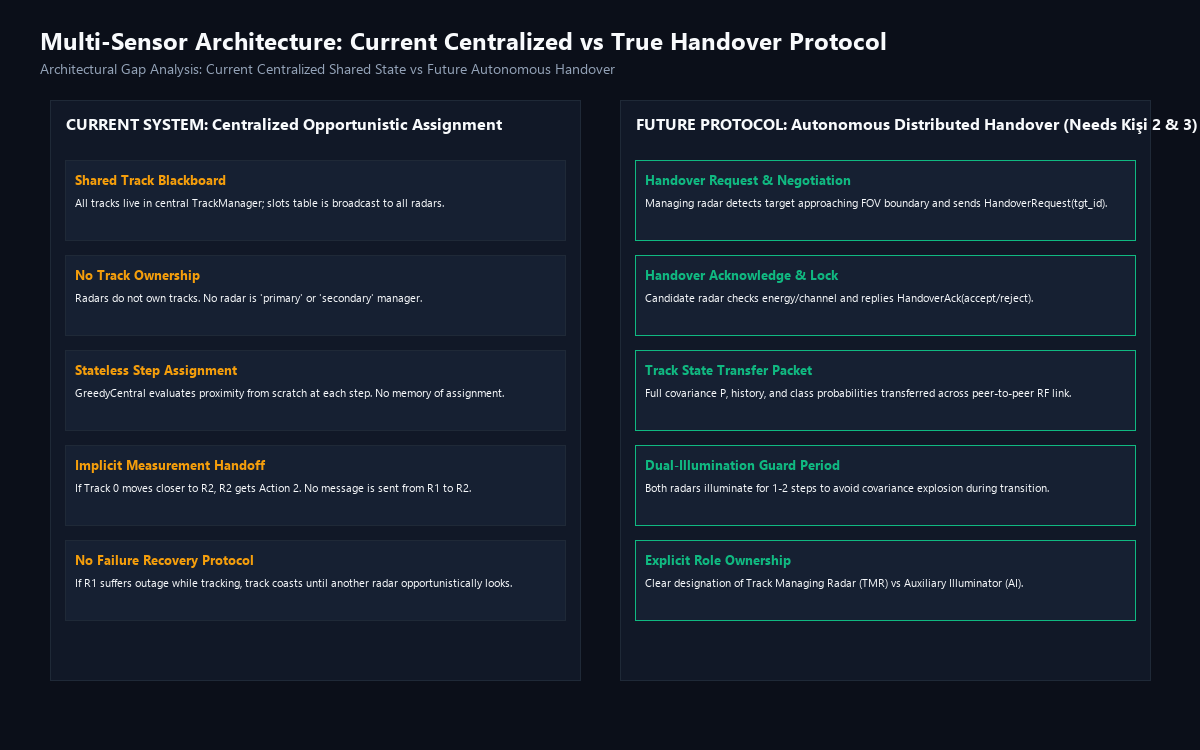 Multi-Sensor Architecture: Current Centralized vs True Handover Protocol
Architectural Gap Analysis: Current Centralized Shared State vs Future Autonomous Handover
CURRENT SYSTEM: Centralized Opportunistic Assignment
Shared Track Blackboard
All tracks live in central TrackManager; slots table is broadcast to all radars.
No Track Ownership
Radars do not own tracks. No radar is 'primary' or 'secondary' manager.
Stateless Step Assignment
GreedyCentral evaluates proximity from scratch at each step. No memory of assignment.
Implicit Measurement Handoff
If Track 0 moves closer to R2, R2 gets Action 2. No message is sent from R1 to R2.
No Failure Recovery Protocol
If R1 suffers outage while tracking, track coasts until another radar opportunistically looks.
FUTURE PROTOCOL: Autonomous Distributed Handover (Needs Kişi 2 & 3)
Handover Request & Negotiation
Managing radar detects target approaching FOV boundary and sends HandoverRequest(tgt_id).
Handover Acknowledge & Lock
Candidate radar checks energy/channel and replies HandoverAck(accept/reject).
Track State Transfer Packet
Full covariance P, history, and class probabilities transferred across peer-to-peer RF link.
Dual-Illumination Guard Period
Both radars illuminate for 1-2 steps to avoid covariance explosion during transition.
Explicit Role Ownership
Clear designation of Track Managing Radar (TMR) vs Auxiliary Illuminator (AI).